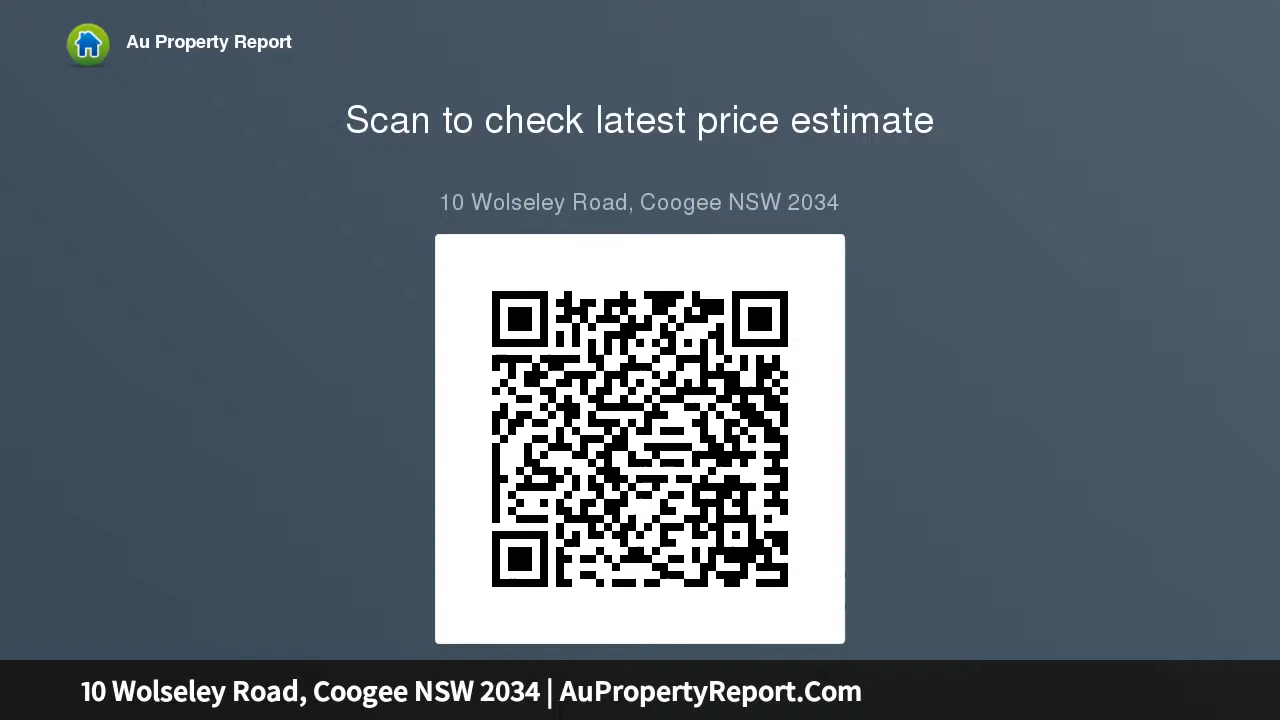 Au Property Report
Scan to check latest price estimate
10 Wolseley Road, Coogee NSW 2034
10 Wolseley Road, Coogee NSW 2034 | AuPropertyReport.Com